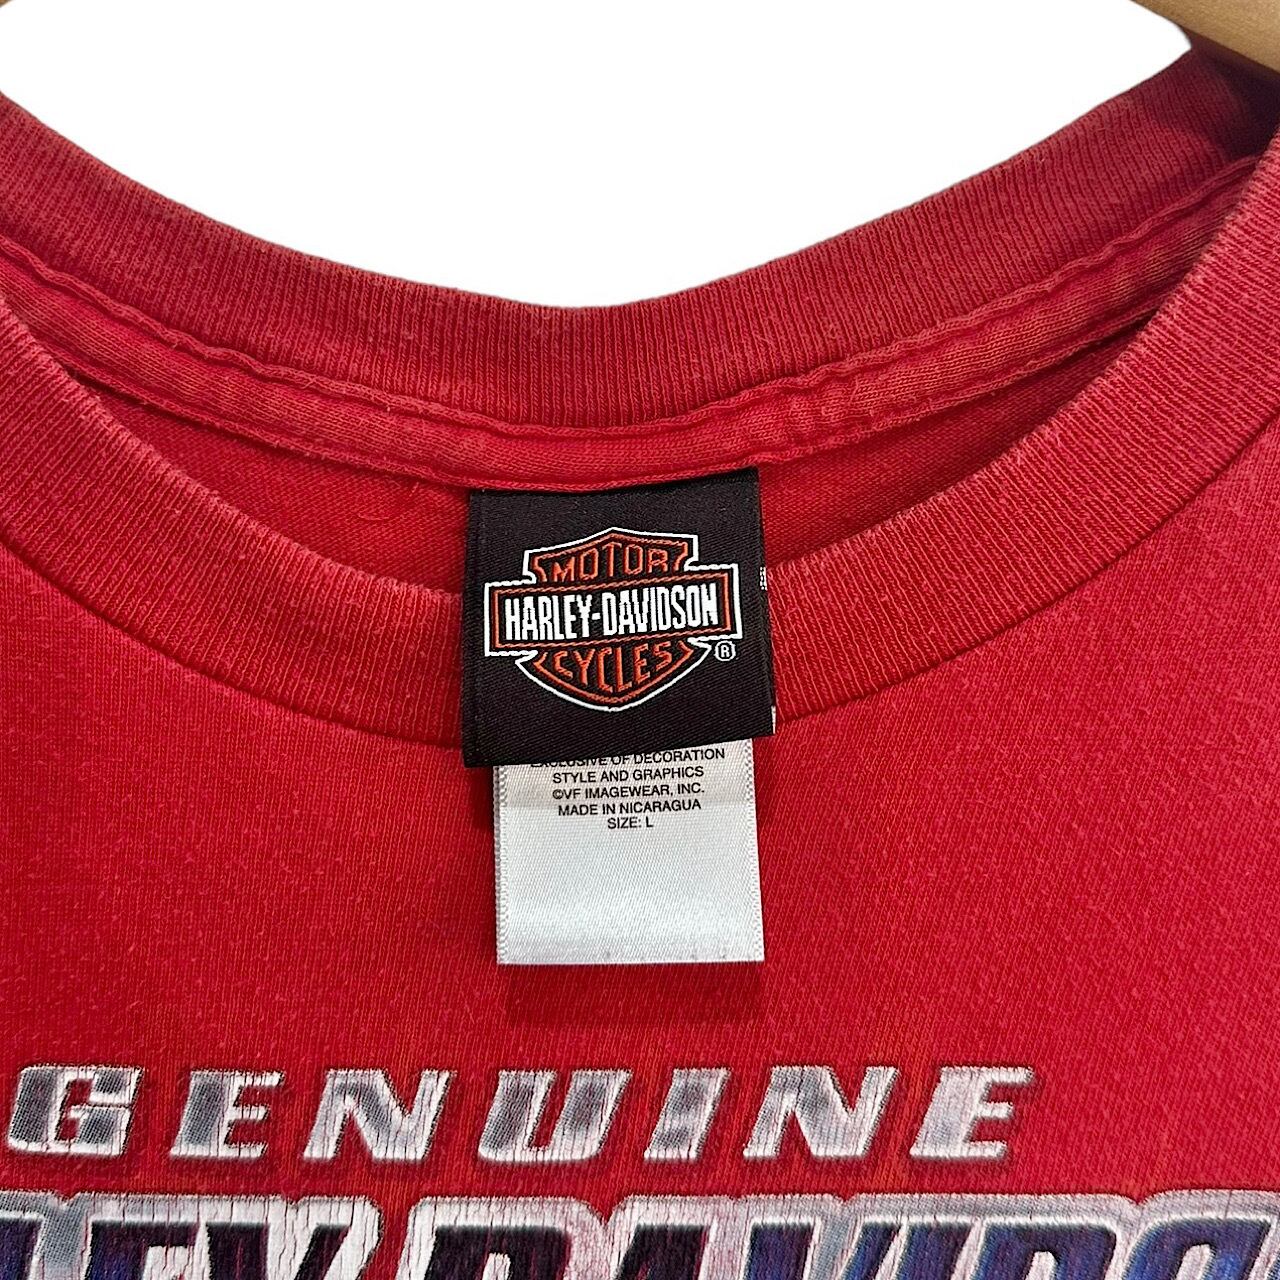 MOTOR
HARLEY-DAVIDSON
CYCLES ®
EXCLUSIVE OF DECORATION
STYLE AND GRAPHICS
©VF IMAGEWEAR, INC.
MADE IN NICARAGUA
SIZE: L
GENUINE